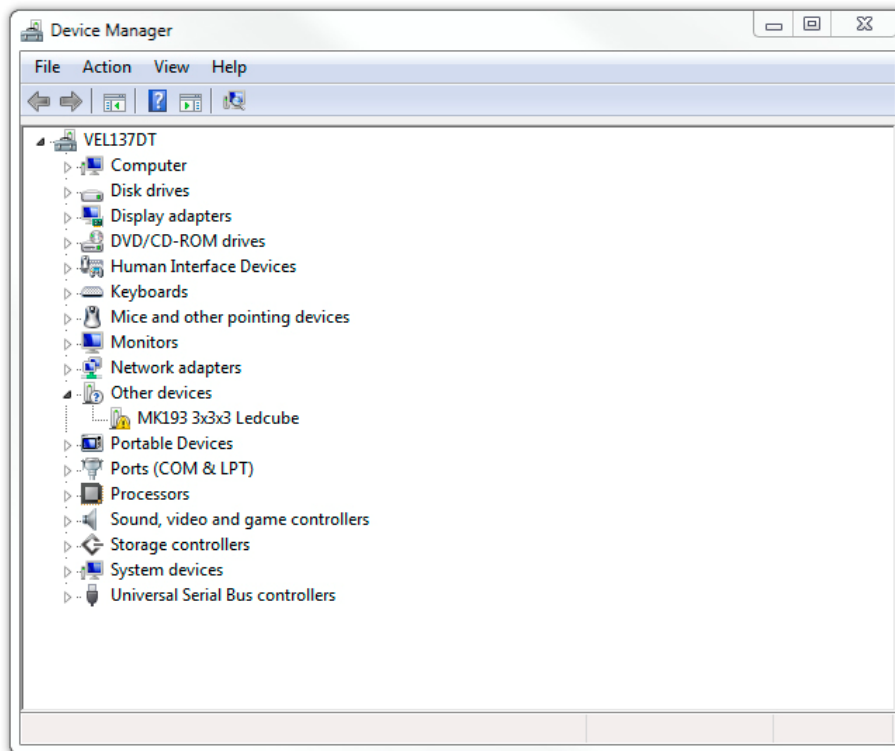 Device Manager
File Action View Help
VEL137DT
Computer
Disk drives
Display adapters
DVD/CD-ROM drives
Human Interface Devices
Keyboards
Mice and other pointing devices
Monitors
Network adapters
Other devices
MK193 3x3x3 Ledcube
Portable Devices
Ports (COM & LPT)
Processors
Sound, video and game controllers
Storage controllers
System devices
Universal Serial Bus controllers